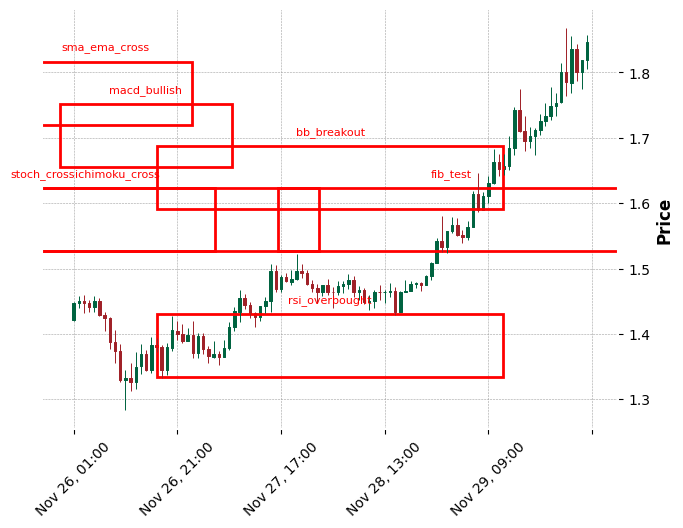 sma_ema_cross
1.8
macd_bullish
1.7
bb_breakout
stoch_crossichimoku_cross
fib_test
1.6
Price
1.5
rsi_overbought
1.4
1.3
Nov 26, 01:00
Nov 26, 21:00
Nov 27, 17:00
Nov 28, 13:00
Nov 29, 09:00